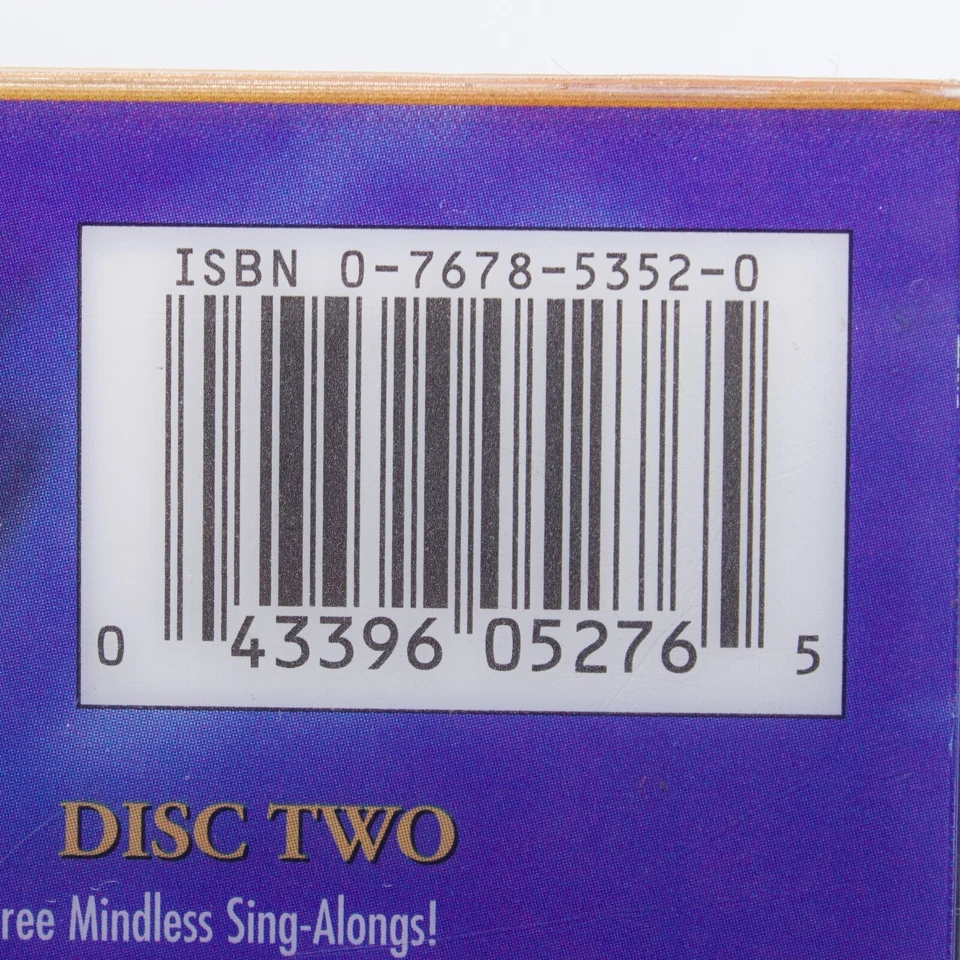 ISBN 0-7678-5352-0
0 43396 05276 5
DISC TWO
ree Mindless Sing-Alongs!